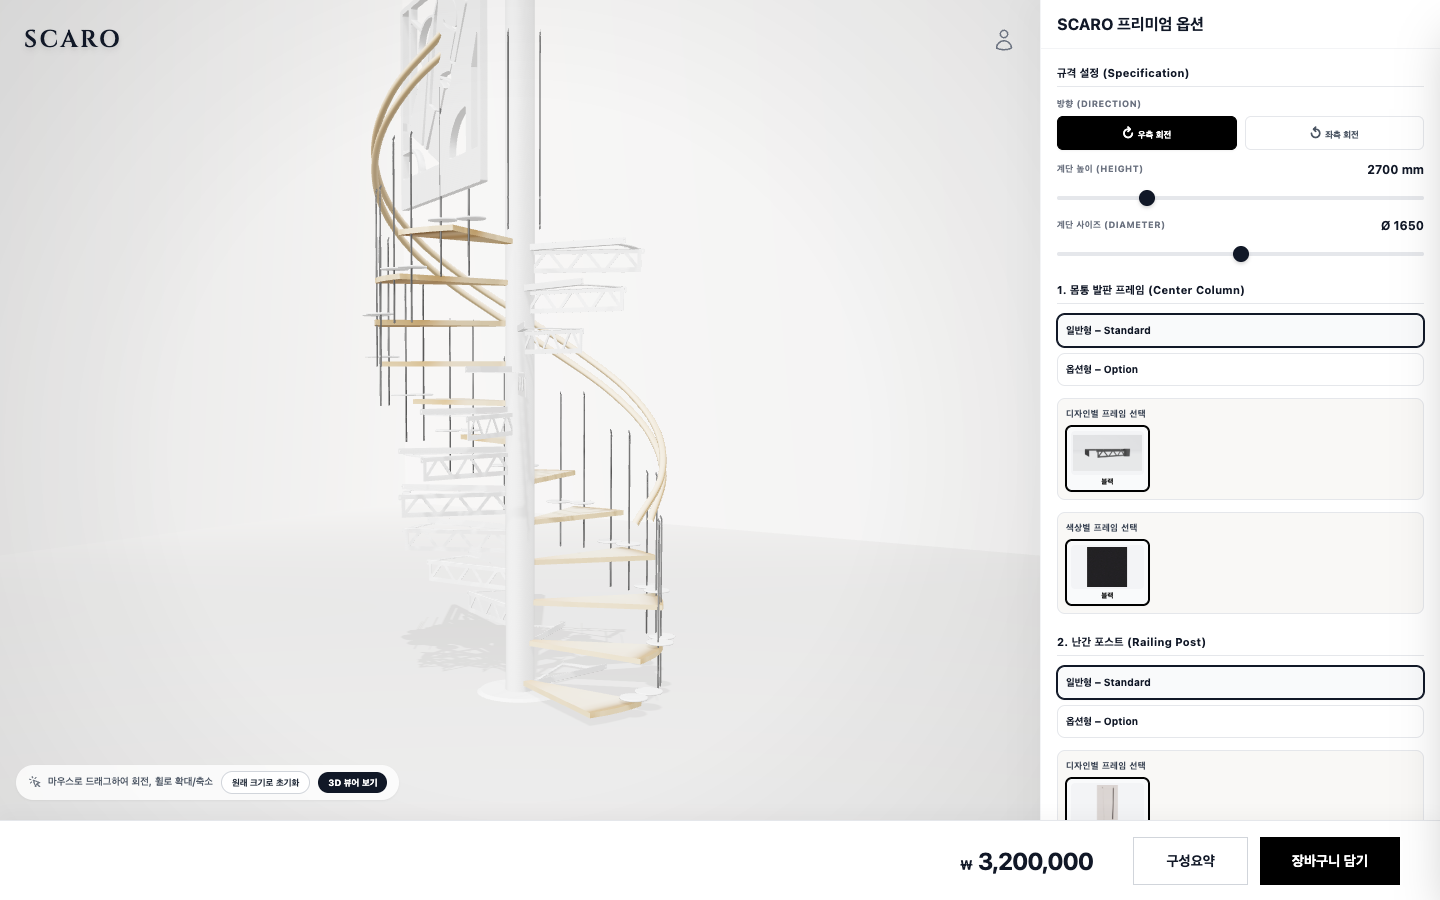 SCARO
SCARO 프리미엄 옵션
규격 설정 (Specification)
방향 (DIRECTION)
우측 회전
좌측 회전
계단 높이 (HEIGHT)
2700 mm
계단 사이즈 (DIAMETER)
Ø 1650
1. 몸통 발판 프레임 (Center Column)
일반형 – Standard
옵션형 – Option
디자인별 프레임 선택
블랙
색상별 프레임 선택
블랙
2. 난간 포스트 (Railing Post)
일반형 – Standard
옵션형 – Option
디자인별 프레임 선택
마우스로 드래그하여 회전, 휠로 확대/축소
원래 크기로 초기화
3D 뷰어 보기
₩ 3,200,000
구성요약
장바구니 담기